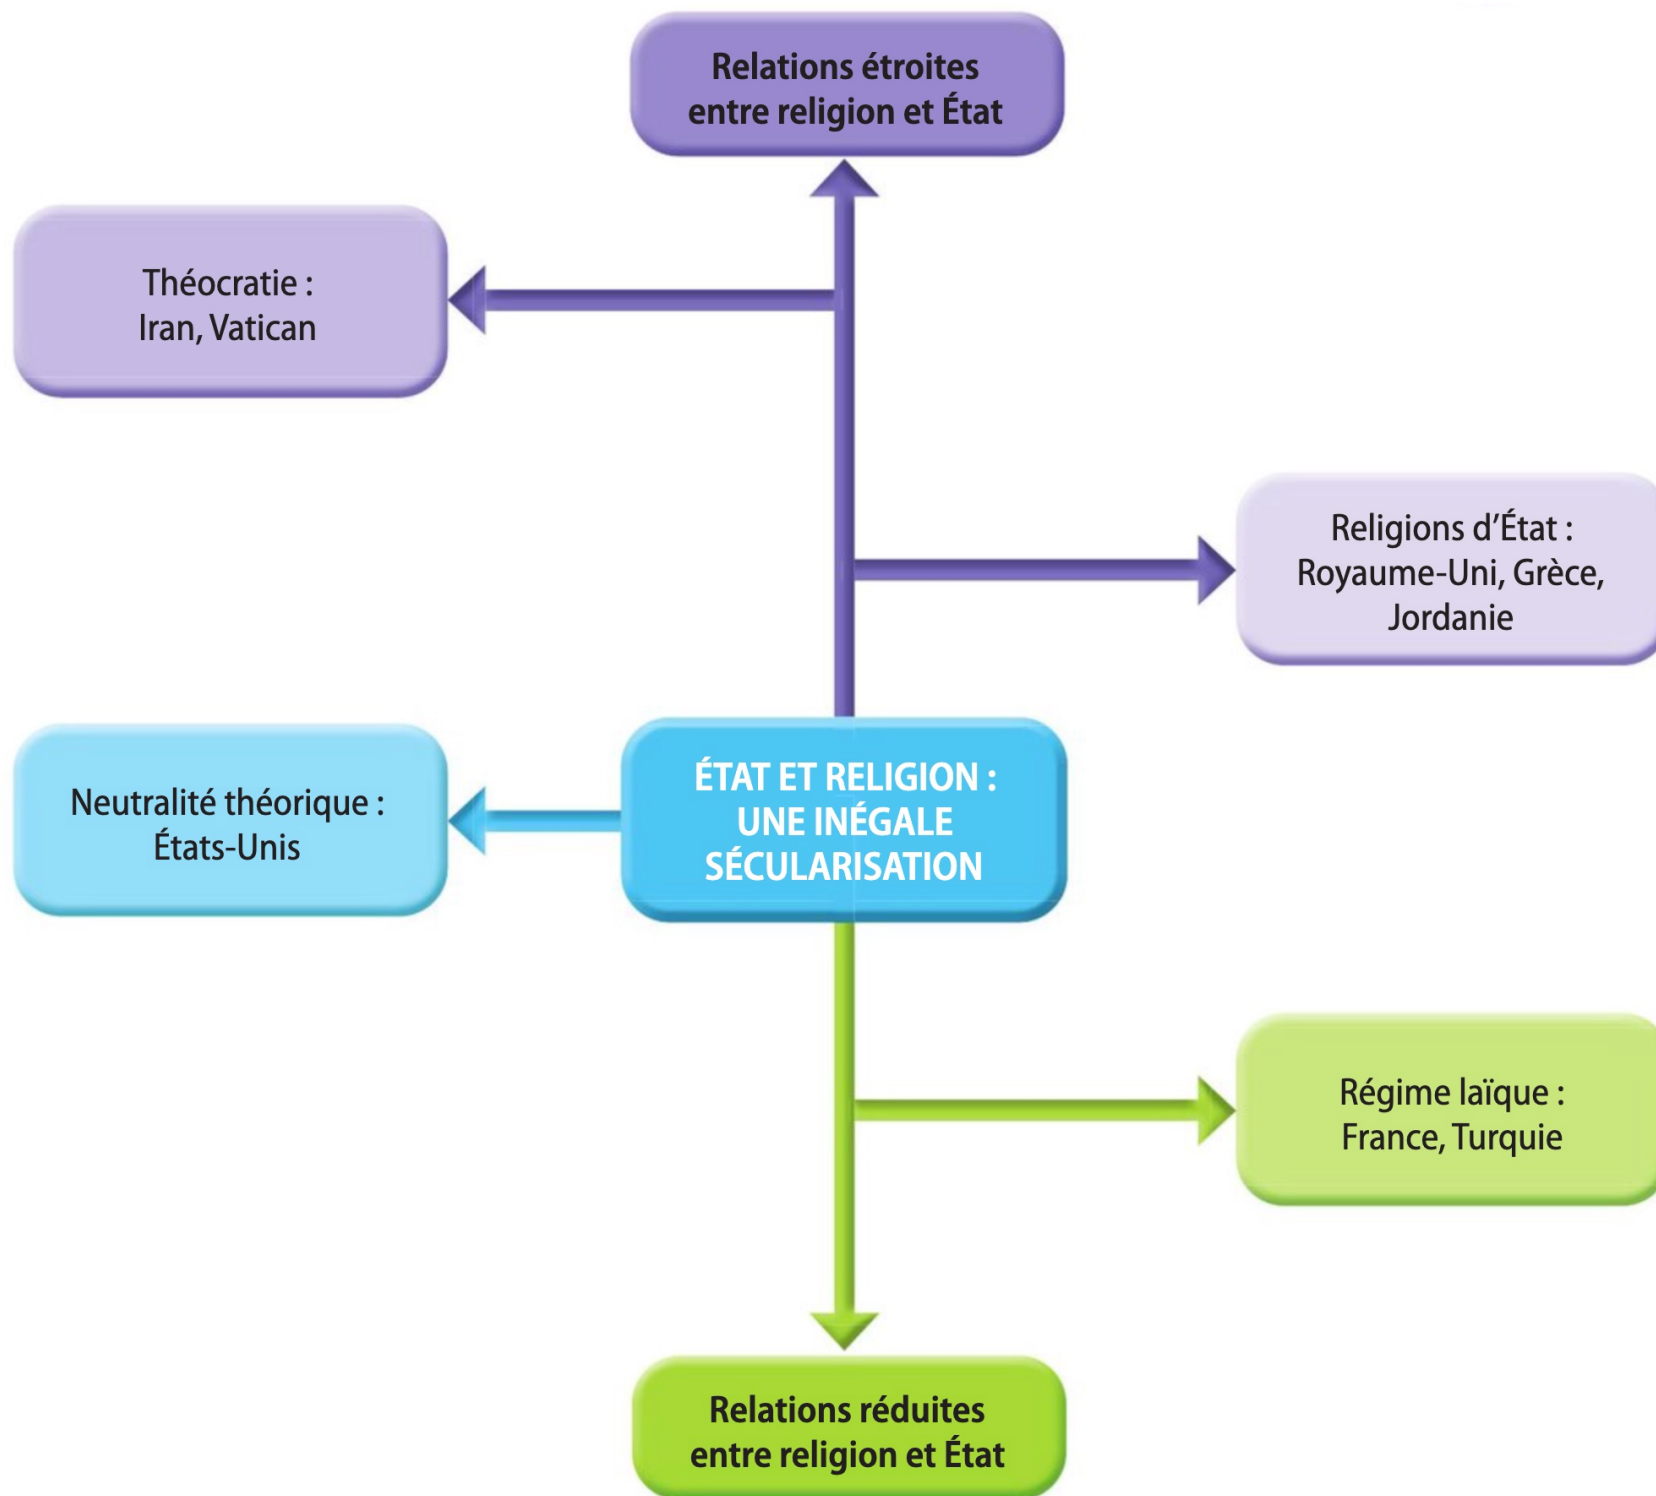 Relations étroites
entre religion et État
Théocratie :
Iran, Vatican
Religions d’État :
Royaume-Uni, Grèce,
Jordanie
Neutralité théorique :
États-Unis
ÉTAT ET RELIGION :
UNE INÉGALE
SÉCULARISATION
Régime laïque :
France, Turquie
Relations réduites
entre religion et État